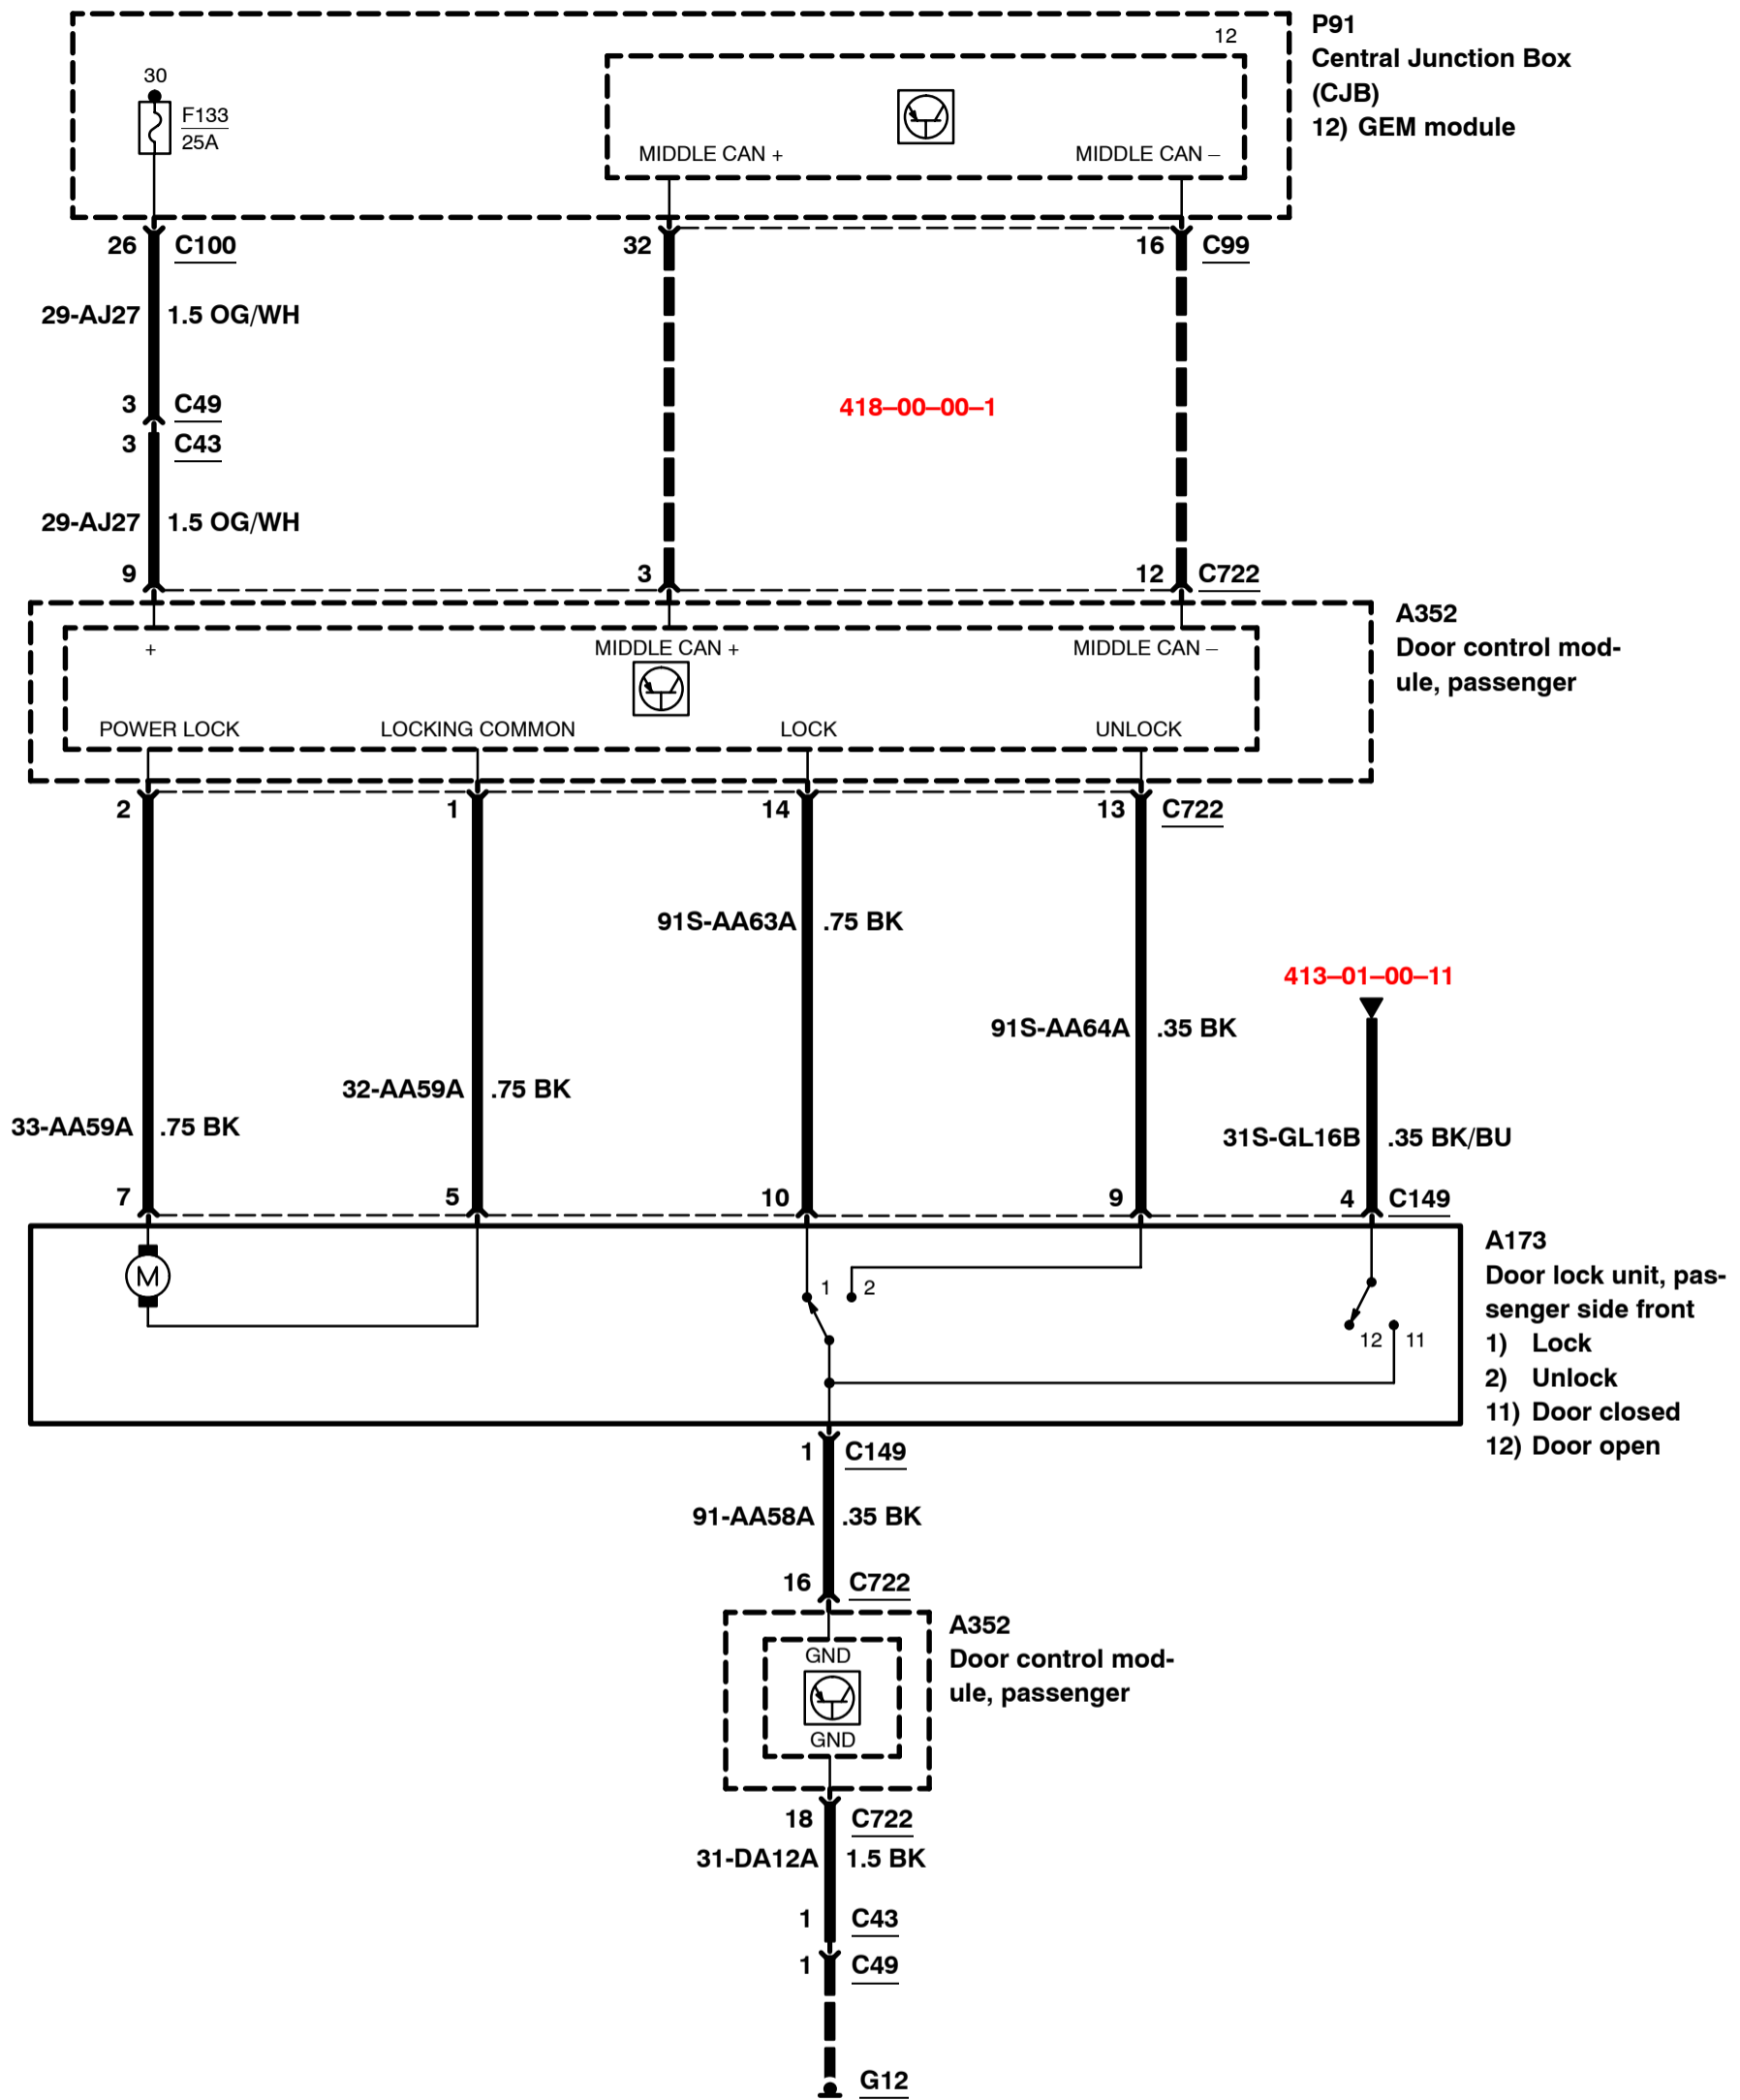 P91
Central Junction Box
(CJB)
12) GEM module
12
30
F133
25A
MIDDLE CAN +
MIDDLE CAN –
26 C100
32
16 C99
29-AJ27 1.5 OG/WH
3 C49
418–00–00–1
3 C43
29-AJ27 1.5 OG/WH
9
3
12 C722
A352
Door control mod-
ule, passenger
+
MIDDLE CAN +
MIDDLE CAN –
POWER LOCK
LOCKING COMMON
LOCK
UNLOCK
2
1
14
13 C722
91S-AA63A .75 BK
413–01–00–11
91S-AA64A .35 BK
32-AA59A .75 BK
33-AA59A .75 BK
31S-GL16B .35 BK/BU
7
5
10
9
4 C149
A173
Door lock unit, pas-
senger side front
1) Lock
2) Unlock
11) Door closed
12) Door open
M
1
2
12
11
1 C149
91-AA58A .35 BK
16 C722
A352
Door control mod-
ule, passenger
GND
GND
18 C722
31-DA12A 1.5 BK
1 C43
1 C49
G12